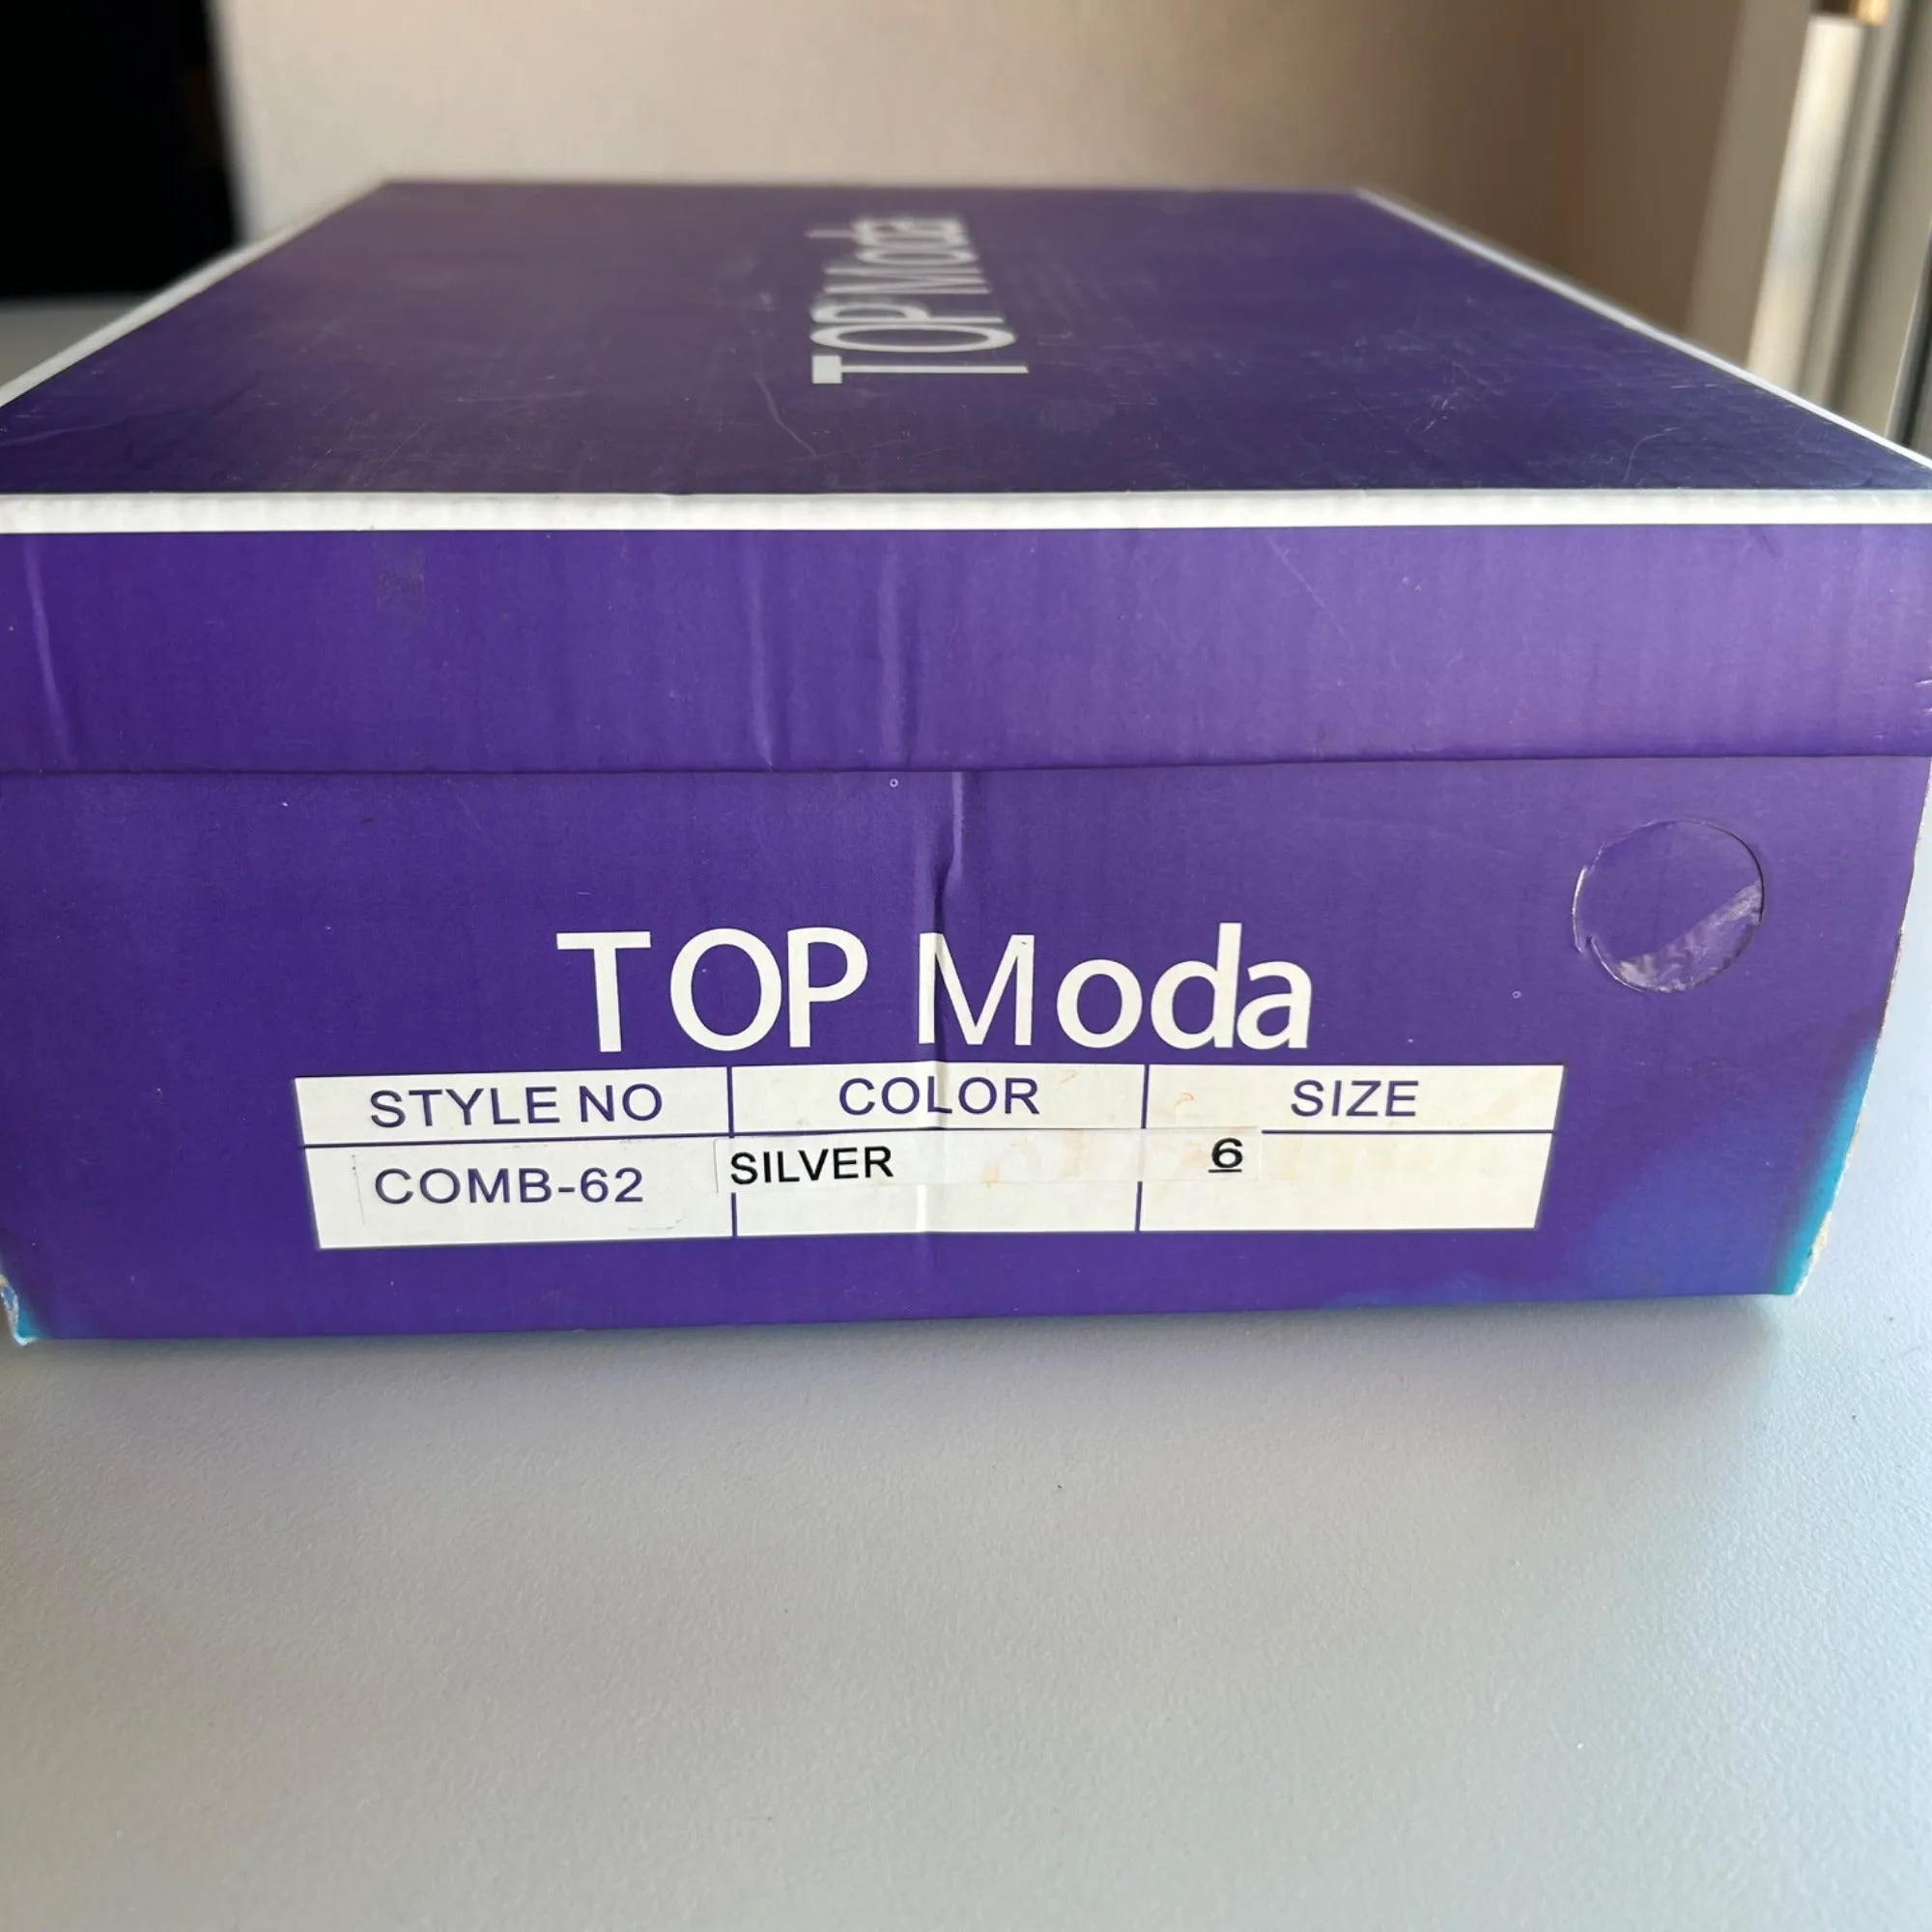 TOP Moda
TOP Moda
STYLE NO COLOR SIZE
COMB-62 SILVER 6